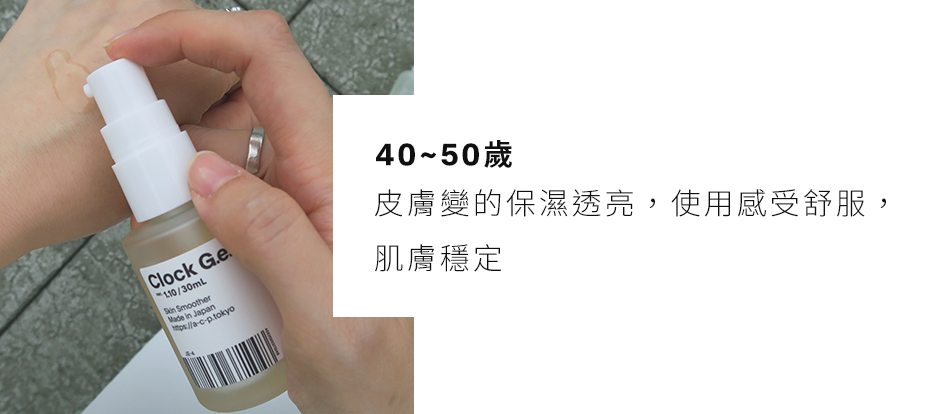 40~50歲
皮膚變的保濕透亮，使用感受舒服，
肌膚穩定
Clock G.e.
1.10 / 30mL
Skin Smoother
Made in Japan
https://a-c-p.tokyo